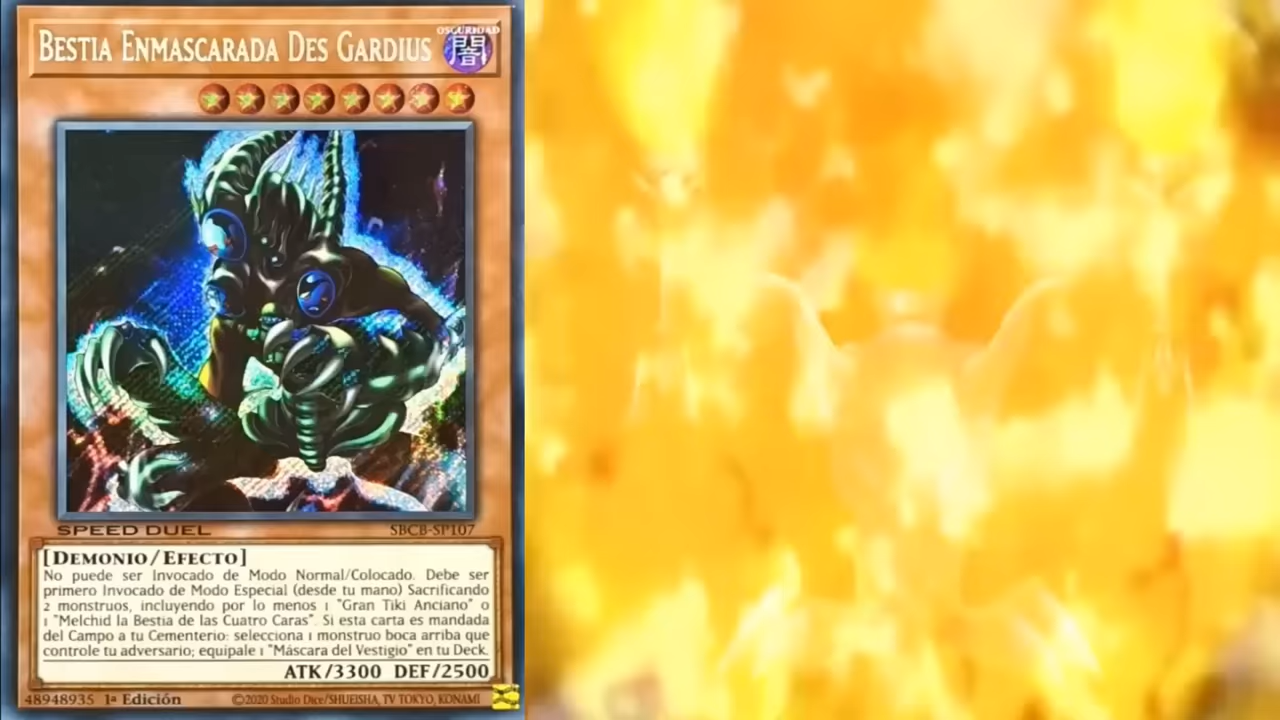 BESTIA ENMASCARADA DES GARDIUS
OSCURIDAD
闇
SPEED DUEL
SBCB-SP107
[DEMONIO/EFECTO]
No puede ser Invocado de Modo Normal/Colocado. Debe ser
primero Invocado de Modo Especial (desde tu mano) Sacrificando
2 monstruos, incluyendo por lo menos 1 "Gran Tiki Anciano" o
1 "Melchid la Bestia de las Cuatro Caras". Si esta carta es mandada
del Campo a tu Cementerio: selecciona 1 monstruo boca arriba que
controle tu adversario; equípale 1 "Máscara del Vestigio" en tu Deck.
ATK/3300 DEF/2500
48948935 1ª Edición
©2020 Studio Dice/SHUEISHA, TV TOKYO, KONAMI